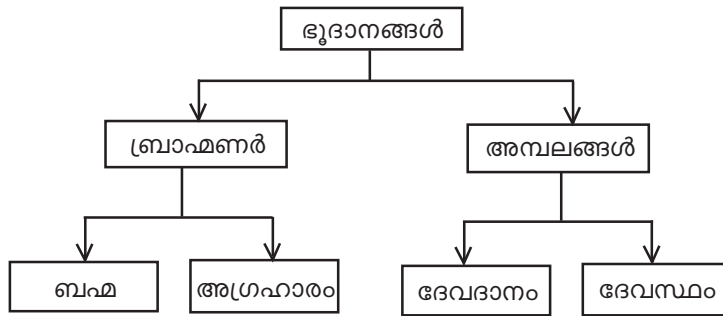 ഭൂദാനങ്ങൾ
ബ്രാഹ്മണർ
അമ്പലങ്ങൾ
ബഹ്മ
അഗ്രഹാരം
ദേവദാനം
ദേവസ്ഥം